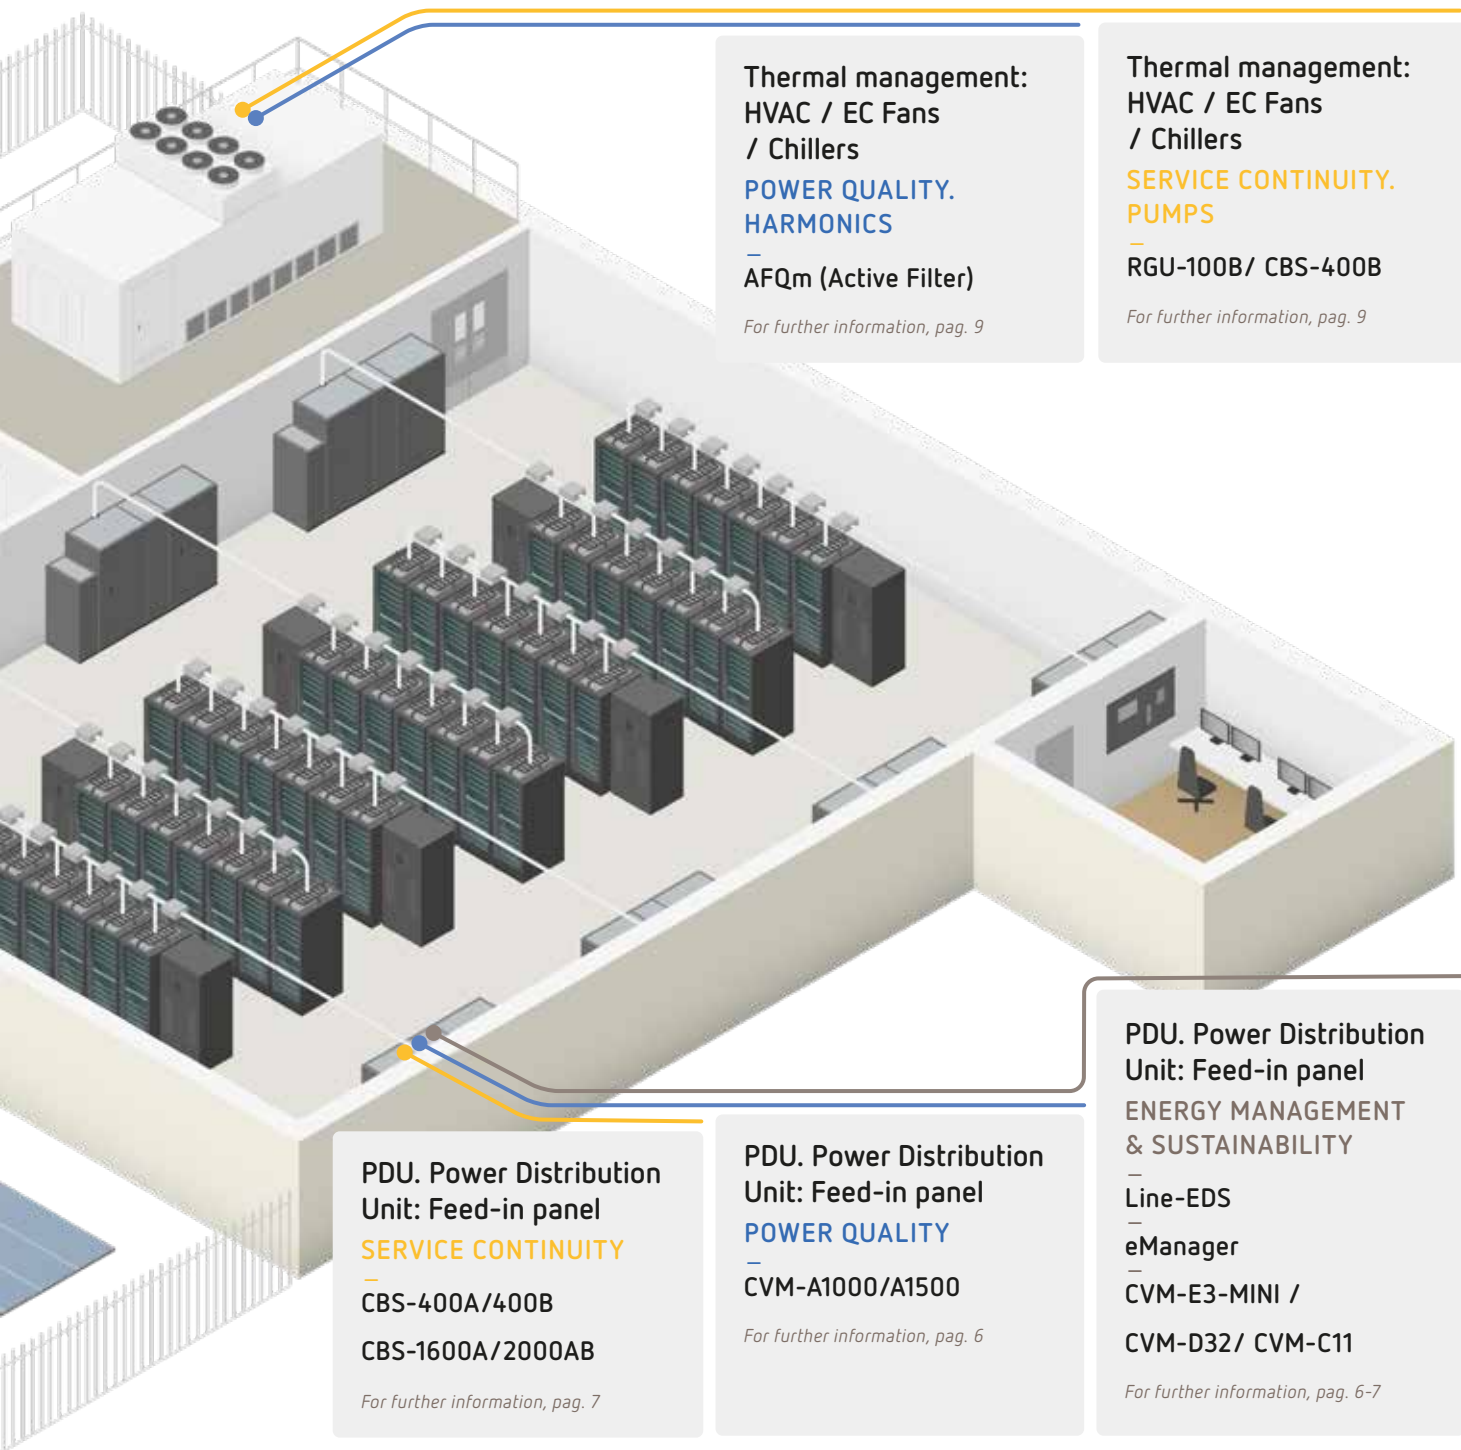 Thermal management:
HVAC / EC Fans
/ Chillers
POWER QUALITY.
HARMONICS
–
AFQm (Active Filter)
For further information, pag. 9
Thermal management:
HVAC / EC Fans
/ Chillers
SERVICE CONTINUITY.
PUMPS
–
RGU-100B/ CBS-400B
For further information, pag. 9
PDU. Power Distribution
Unit: Feed-in panel
SERVICE CONTINUITY
–
CBS-400A/400B
CBS-1600A/2000AB
For further information, pag. 7
PDU. Power Distribution
Unit: Feed-in panel
POWER QUALITY
–
CVM-A1000/A1500
For further information, pag. 6
PDU. Power Distribution
Unit: Feed-in panel
ENERGY MANAGEMENT
& SUSTAINABILITY
–
Line-EDS
–
eManager
–
CVM-E3-MINI /
CVM-D32/ CVM-C11
For further information, pag. 6-7